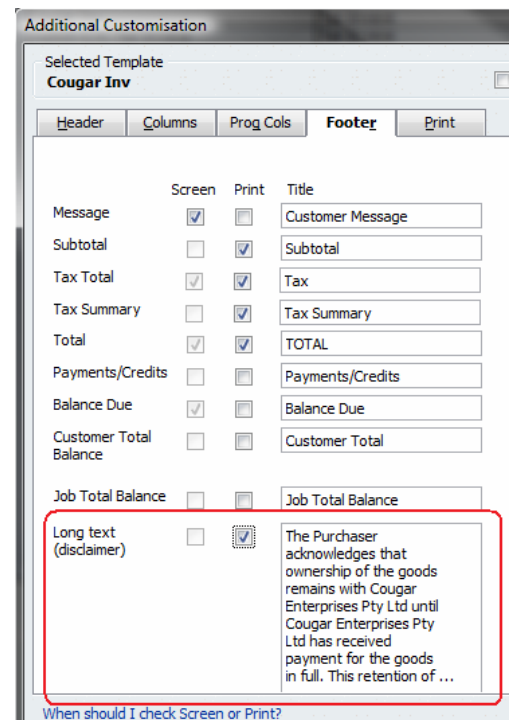 Additional Customisation
Selected Template
Cougar Inv
Header Columns Prog Cols Footer Print
Screen Print Title
Message Customer Message
Subtotal Subtotal
Tax Total Tax
Tax Summary Tax Summary
Total TOTAL
Payments/Credits Payments/Credits
Balance Due Balance Due
Customer Total Customer Total
Balance
Job Total Balance Job Total Balance
Long text
(disclaimer)
The Purchaser
acknowledges that
ownership of the goods
remains with Cougar
Enterprises Pty Ltd until
Cougar Enterprises Pty
Ltd has received
payment for the goods
in full. This retention of ...
When should I check Screen or Print?